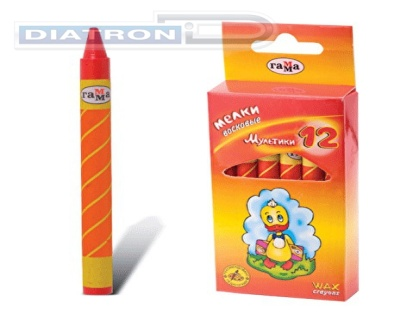 DIATRON
гамма
гамма
мелки
восковые
Мультики 12
WAX
crayons